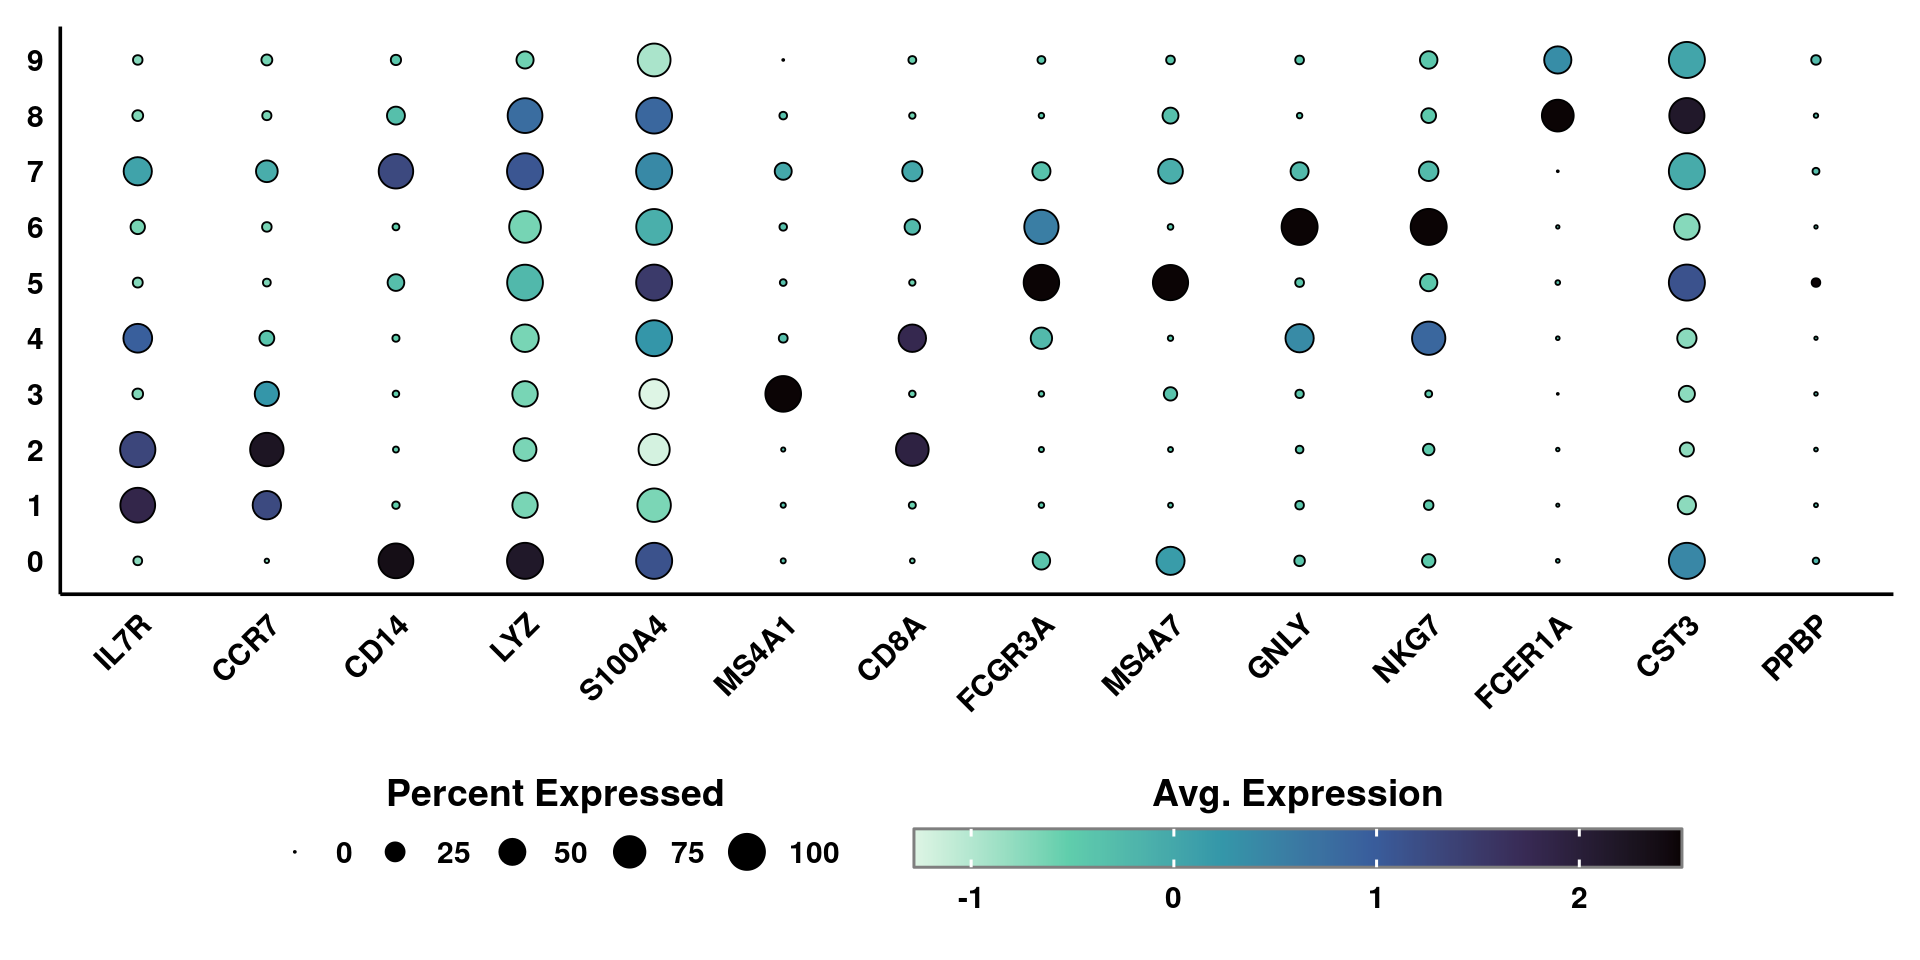 9
8
7
6
5
4
3
2
1
0
IL7R CCR7 CD14 LYZ S100A4 MS4A1 CD8A FCGR3A MS4A7 GNLY NKG7 FCER1A CST3 PPBP
Percent Expressed Avg. Expression
0 25 50 75 100
-1 0 1 2